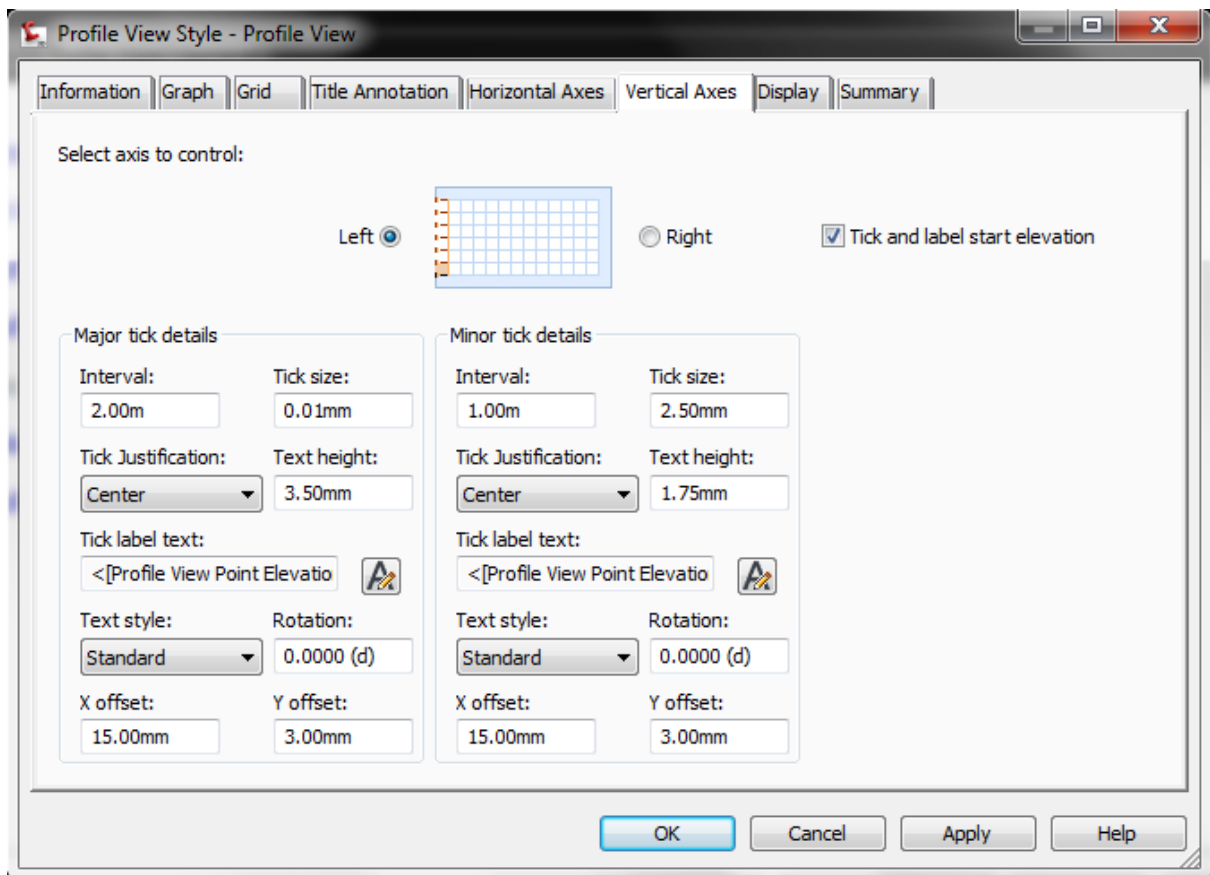 Profile View Style - Profile View
Information Graph Grid Title Annotation Horizontal Axes Vertical Axes Display Summary
Select axis to control:
Left Right Tick and label start elevation
Major tick details Minor tick details
Interval: Tick size: Interval: Tick size:
2.00m 0.01mm 1.00m 2.50mm
Tick Justification: Text height: Tick Justification: Text height:
Center 3.50mm Center 1.75mm
Tick label text: Tick label text:
<[Profile View Point Elevatio <[Profile View Point Elevatio
Text style: Rotation: Text style: Rotation:
Standard 0.0000 (d) Standard 0.0000 (d)
X offset: Y offset: X offset: Y offset:
15.00mm 3.00mm 15.00mm 3.00mm
OK Cancel Apply Help